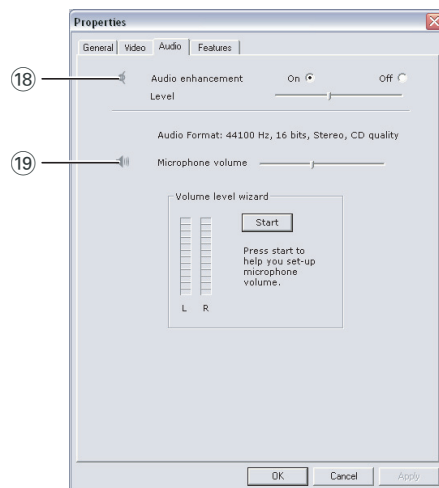 Properties
General Video Audio Features
18 Audio enhancement On Off
Level
Audio Format: 44100 Hz, 16 bits, Stereo, CD quality
19 Microphone volume
Volume level wizard
Start
Press start to
help you set-up
microphone
volume.
L R
OK Cancel Apply